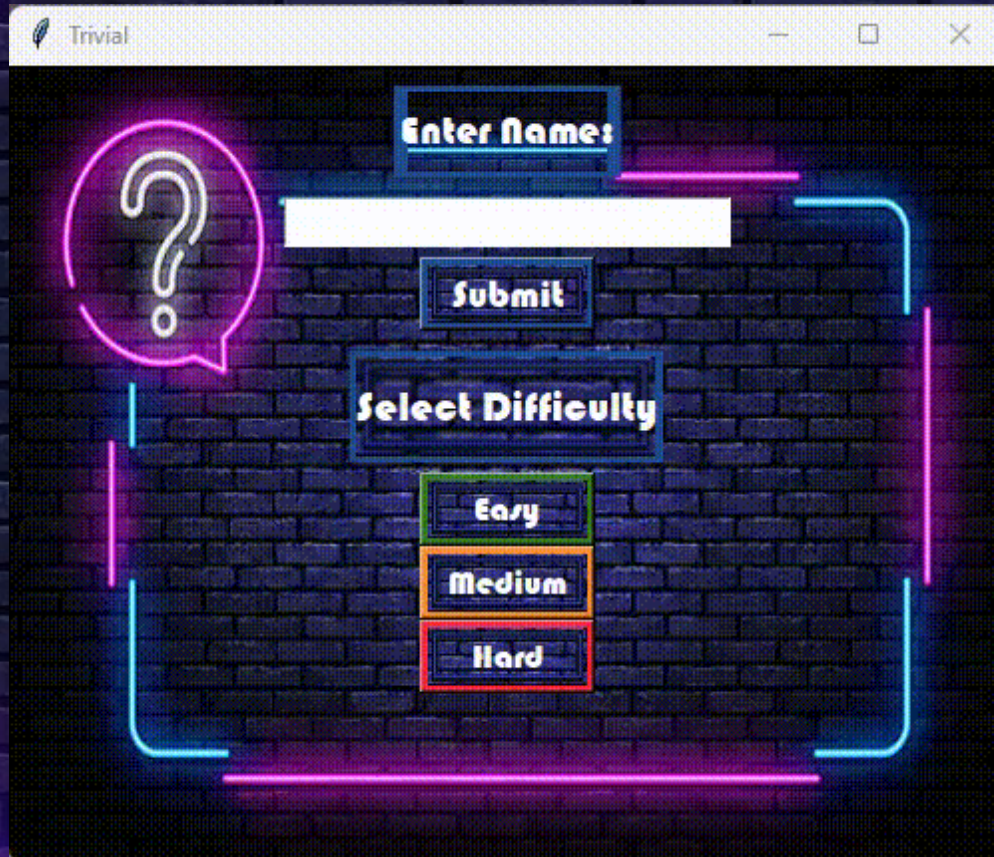 Trivial
Enter Name:
?
Submit
Select Difficulty
Easy
Medium
Hard